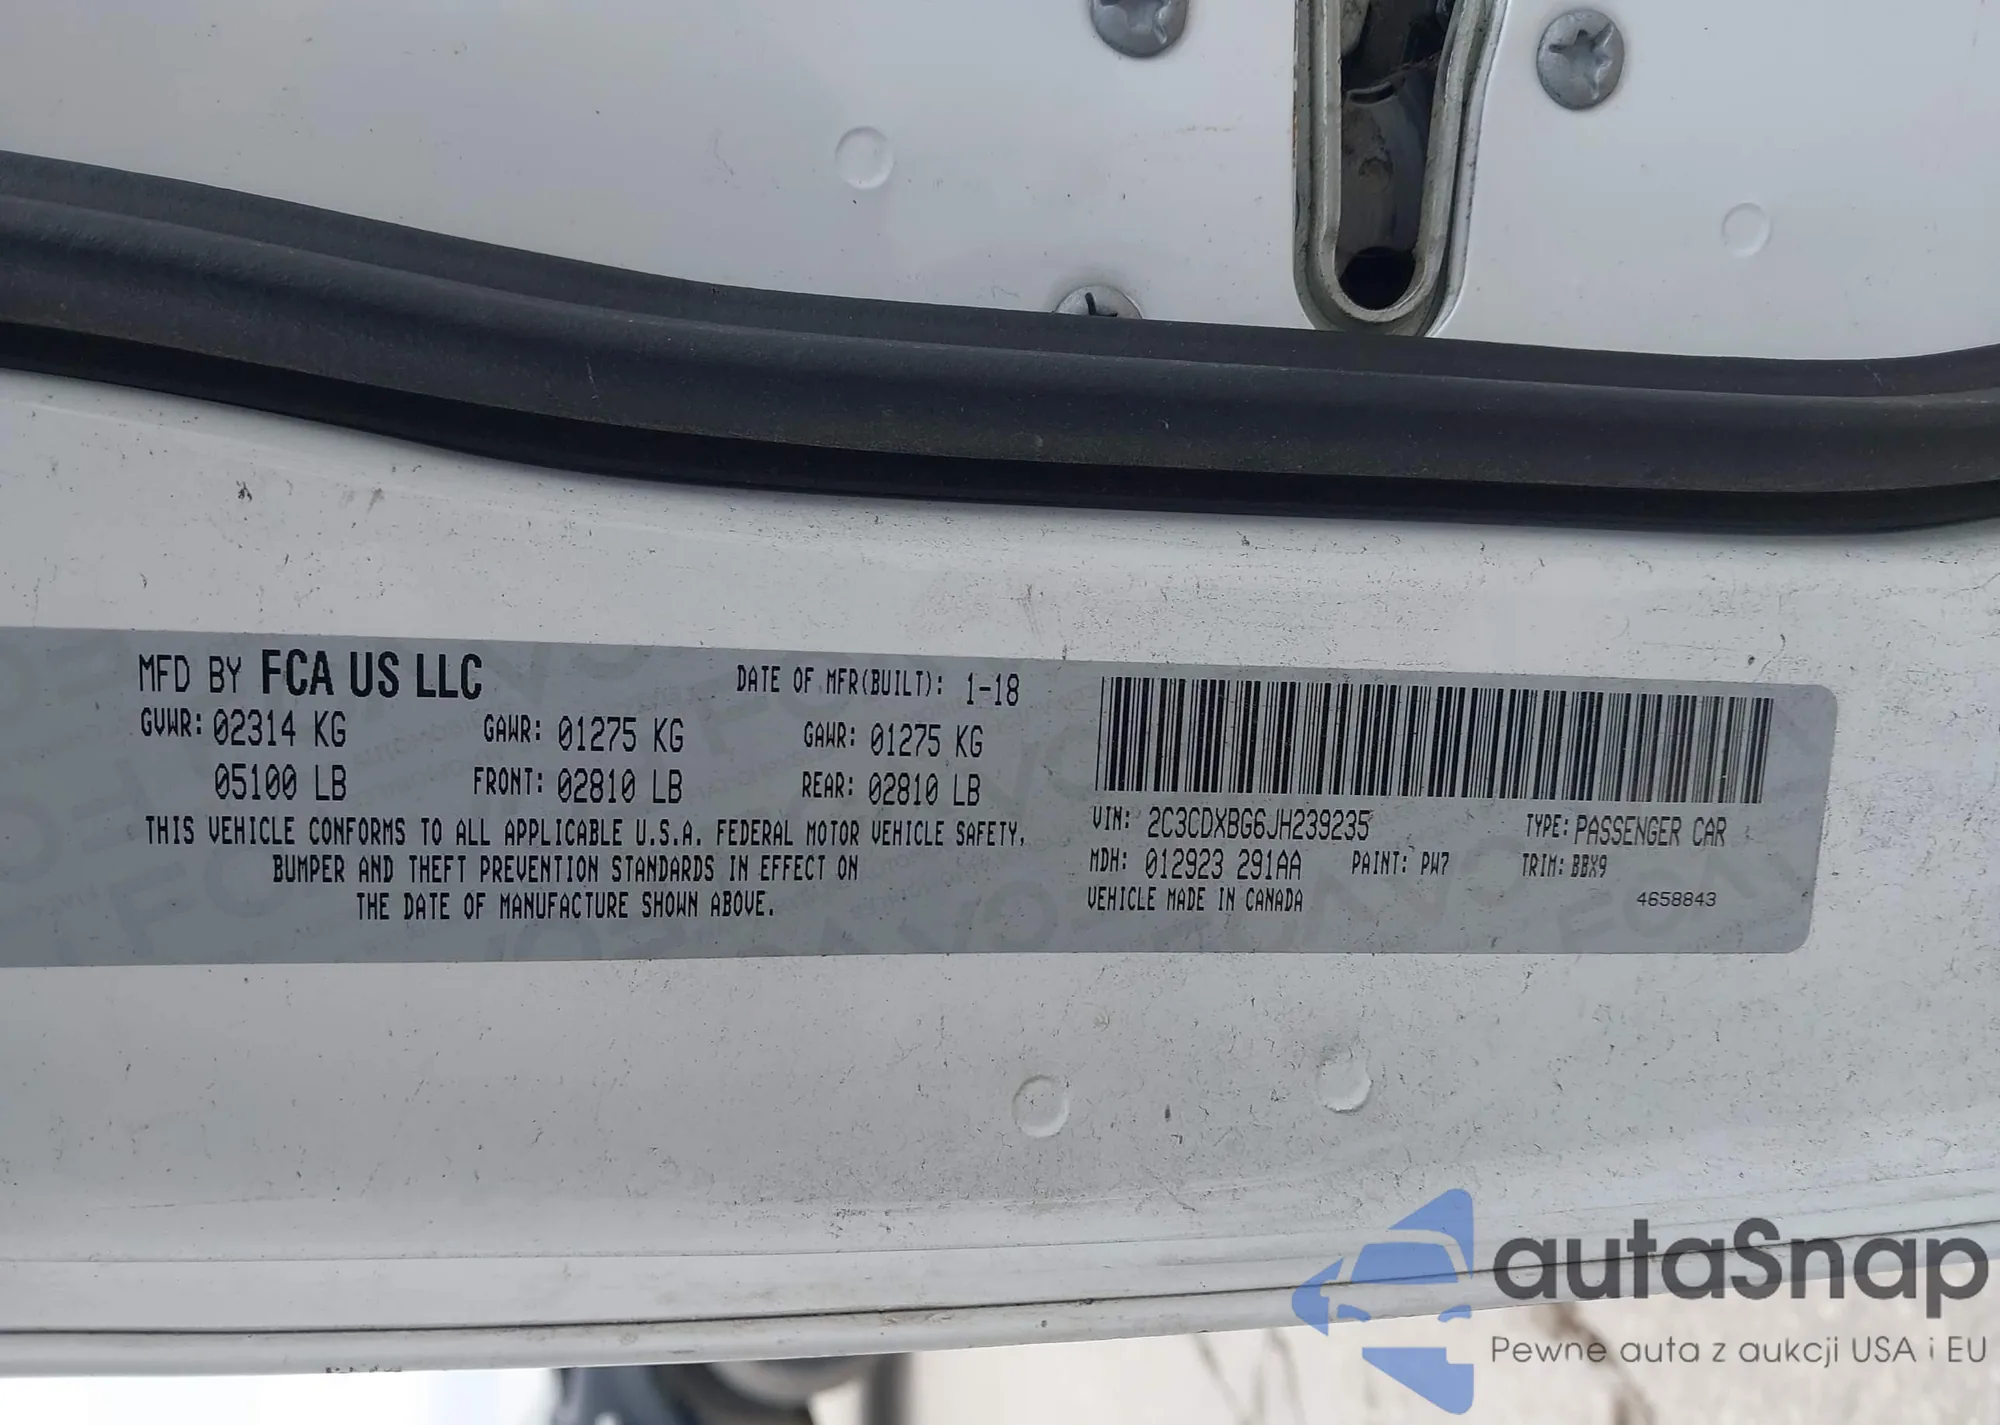 MFD BY FCA US LLC DATE OF MFR(BUILT): 1-18
GVWR: 02314 KG GAWR: 01275 KG GAWR: 01275 KG
05100 LB FRONT: 02810 LB REAR: 02810 LB
THIS VEHICLE CONFORMS TO ALL APPLICABLE U.S.A. FEDERAL MOTOR VEHICLE SAFETY,
BUMPER AND THEFT PREVENTION STANDARDS IN EFFECT ON
THE DATE OF MANUFACTURE SHOWN ABOVE.
VIN: 2C3CDXBG6JH239235 TYPE: PASSENGER CAR
MDH: 012923 291AA PAINT: PW7 TRIM: BBX9
VEHICLE MADE IN CANADA 4658843
autaSnap
Pewne auta z aukcji USA i EU